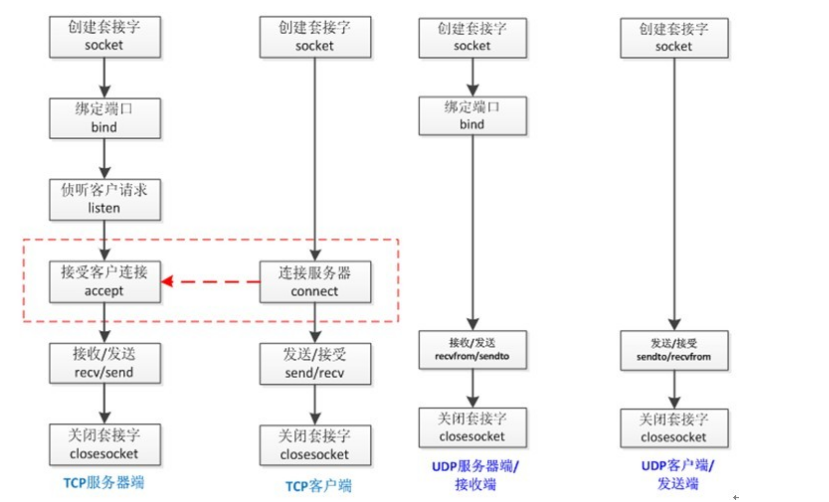 创建套接字
socket
绑定端口
bind
侦听客户请求
listen
接受客户连接
accept
接收/发送
recv/send
关闭套接字
closesocket
TCP服务器端
创建套接字
socket
连接服务器
connect
发送/接受
send/recv
关闭套接字
closesocket
TCP客户端
创建套接字
socket
绑定端口
bind
接收/发送
recvfrom/sendto
关闭套接字
closesocket
UDP服务器端/
接收端
创建套接字
socket
发送/接受
sendto/recvfrom
关闭套接字
closesocket
UDP客户端/
发送端